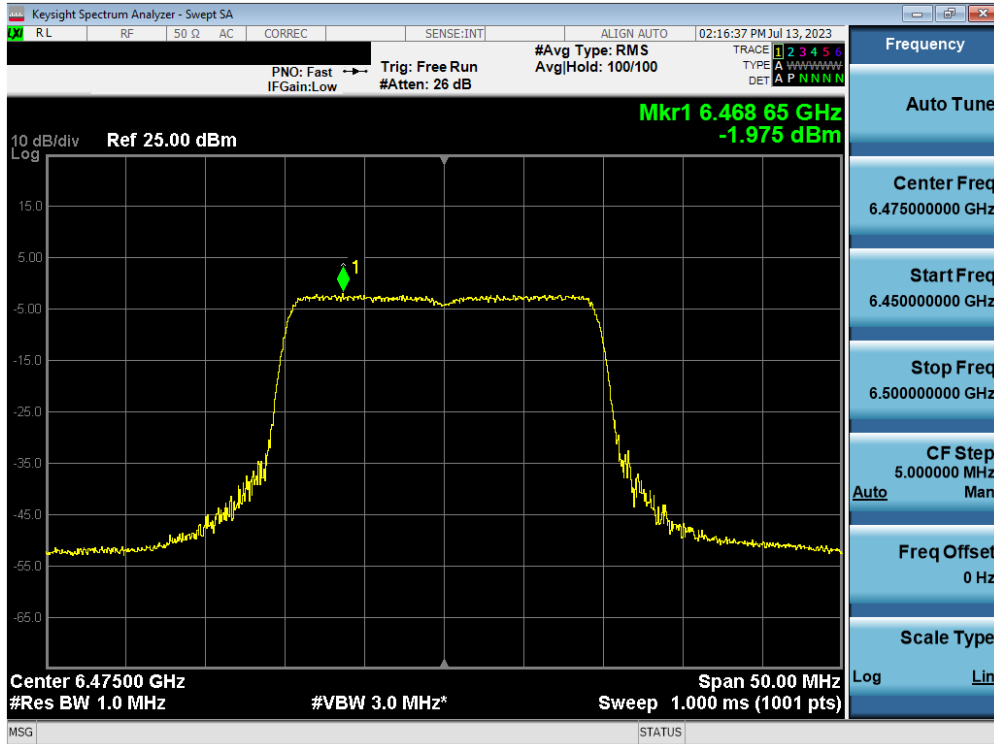 Keysight Spectrum Analyzer - Swept SA
LXI RL RF 50 Ω AC CORREC SENSE:INT ALIGN AUTO 02:16:37 PM Jul 13, 2023
PNO: Fast
IFGain:Low
Trig: Free Run
#Atten: 26 dB
#Avg Type: RMS
Avg|Hold: 100/100
TRACE 1 2 3 4 5 6
TYPE A WWWWW
DET A P N N N N
Mkr1 6.468 65 GHz
-1.975 dBm
10 dB/div Ref 25.00 dBm
Log
15.0
5.00
1
-5.00
-15.0
-25.0
-35.0
-45.0
-55.0
-65.0
Center 6.47500 GHz
Span 50.00 MHz
#Res BW 1.0 MHz
#VBW 3.0 MHz*
Sweep 1.000 ms (1001 pts)
MSG
STATUS
Frequency
Auto Tune
Center Freq
6.475000000 GHz
Start Freq
6.450000000 GHz
Stop Freq
6.500000000 GHz
CF Step
5.000000 MHz
Auto Man
Freq Offset
0 Hz
Scale Type
Log Lin